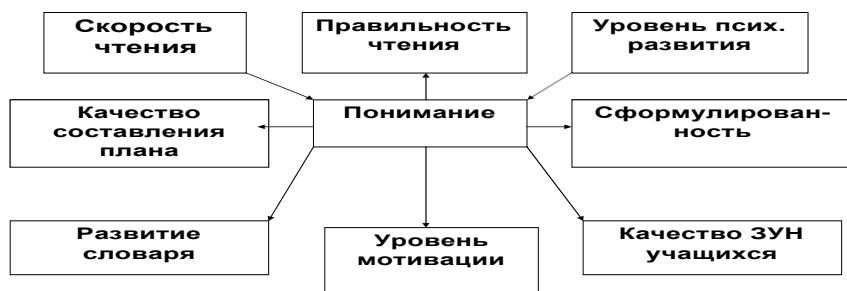 Скорость
чтения
Правильность
чтения
Уровень псих.
развития
Качество
составления
плана
Понимание
Сформулирован-
ность
Развитие
словаря
Уровень
мотивации
Качество ЗУН
учащихся